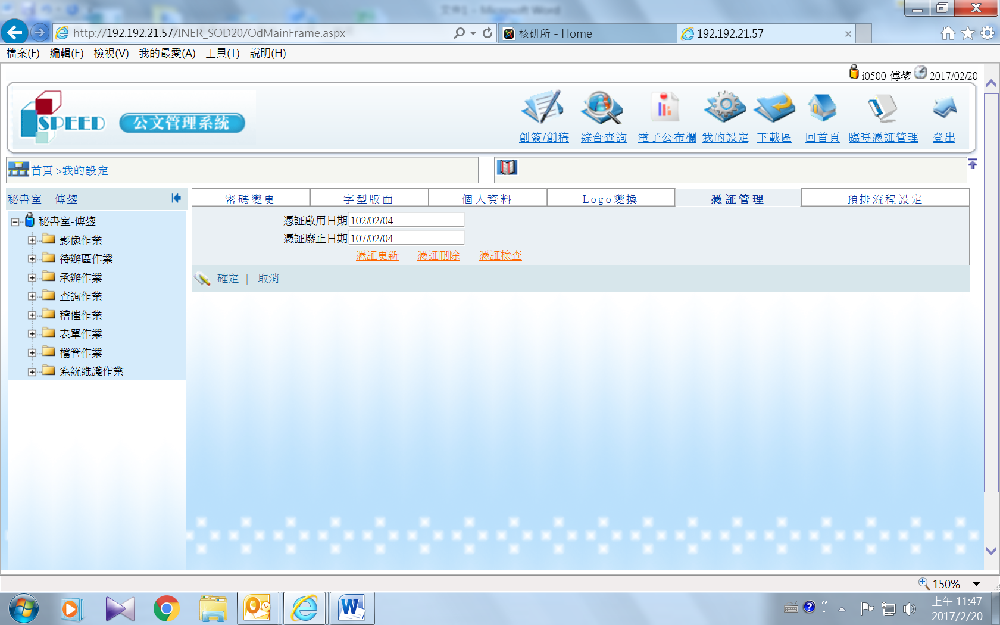 文件1 - Microsoft Word
http://192.192.21.57/INER_SOD20/OdMainFrame.aspx
核研所 - Home
192.192.21.57
檔案(F) 編輯(E) 檢視(V) 我的最愛(A) 工具(T) 說明(H)
i0500-傅鋆 2017/02/20
SPEED 公文管理系統
創簽/創稿 綜合查詢 電子公布欄 我的設定 下載區 回首頁 臨時憑証管理 登出
首頁 >我的設定
秘書室－傅鋆
密碼變更 字型版面 個人資料 Logo變換 憑証管理 預排流程設定
秘書室-傅鋆
影像作業
待辦區作業
承辦作業
查詢作業
稽催作業
表單作業
檔管作業
系統維護作業
憑証啟用日期 102/02/04
憑証廢止日期 107/02/04
憑証更新 憑証刪除 憑証檢查
確定 | 取消
150%
上午 11:47
2017/2/20